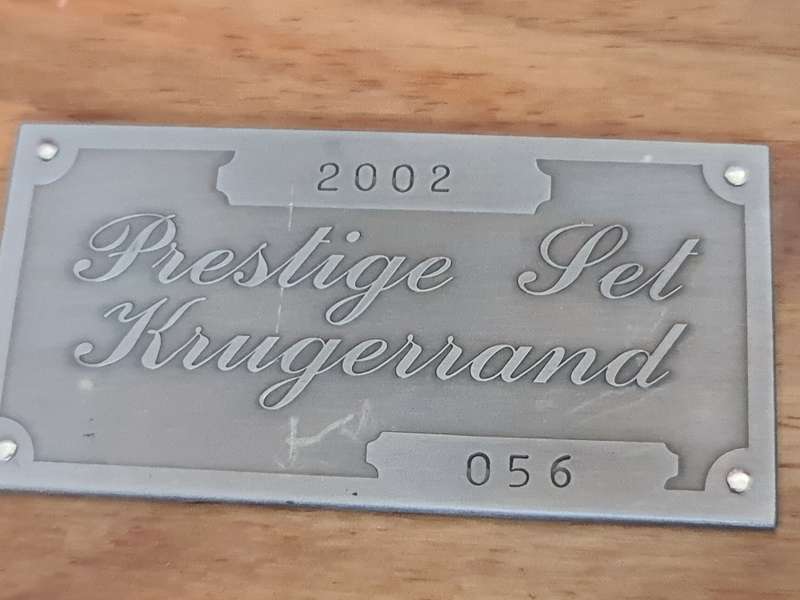 2002
Prestige Set
Krugerrand
056